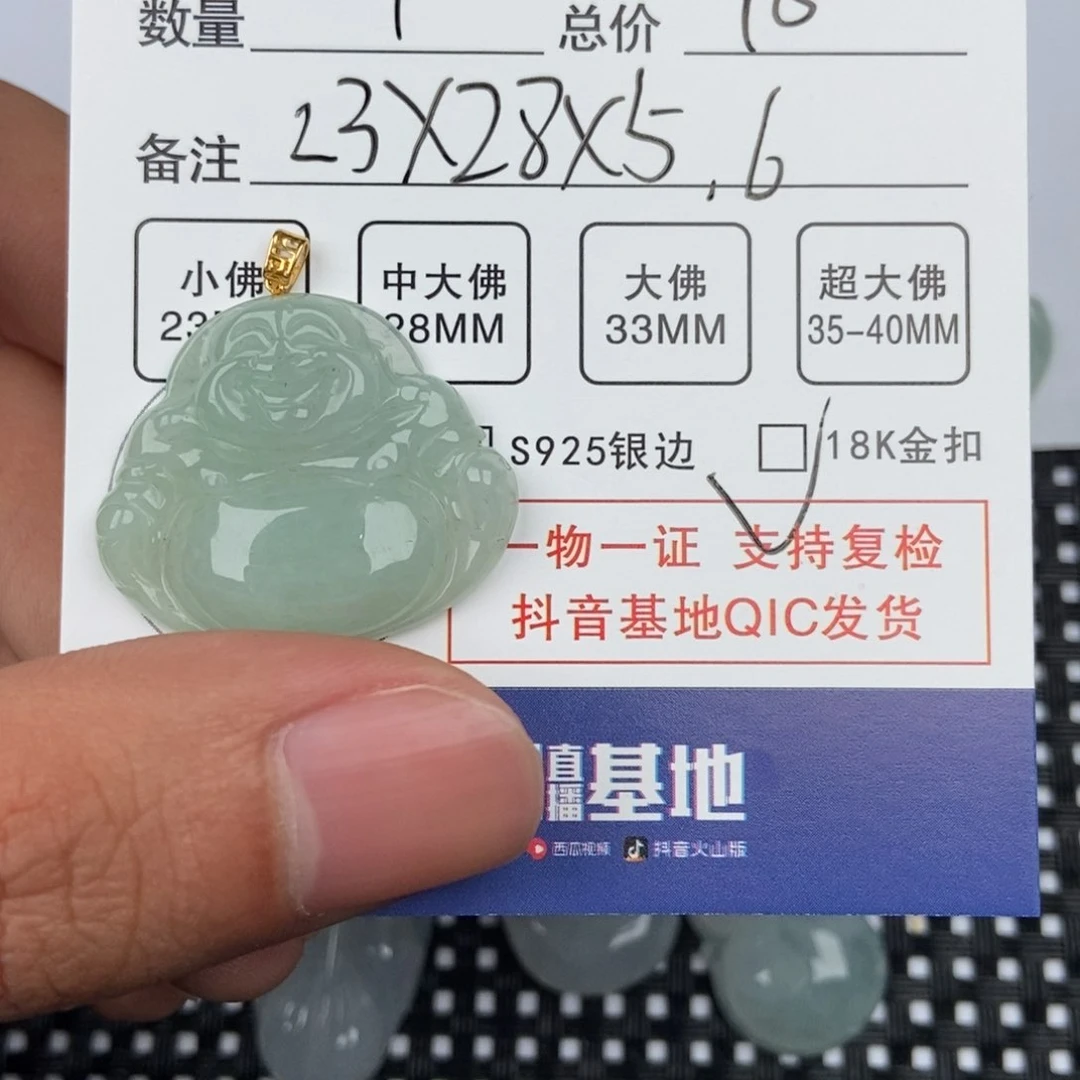 数量 1 总价
备注 23X28X5.6
小佛 中大佛 大佛 超大佛
23 28MM 33MM 35-40MM
S925银边 18K金扣
一物一证 支持复检
抖音基地QIC发货
直播基地
西瓜视频 抖音火山版